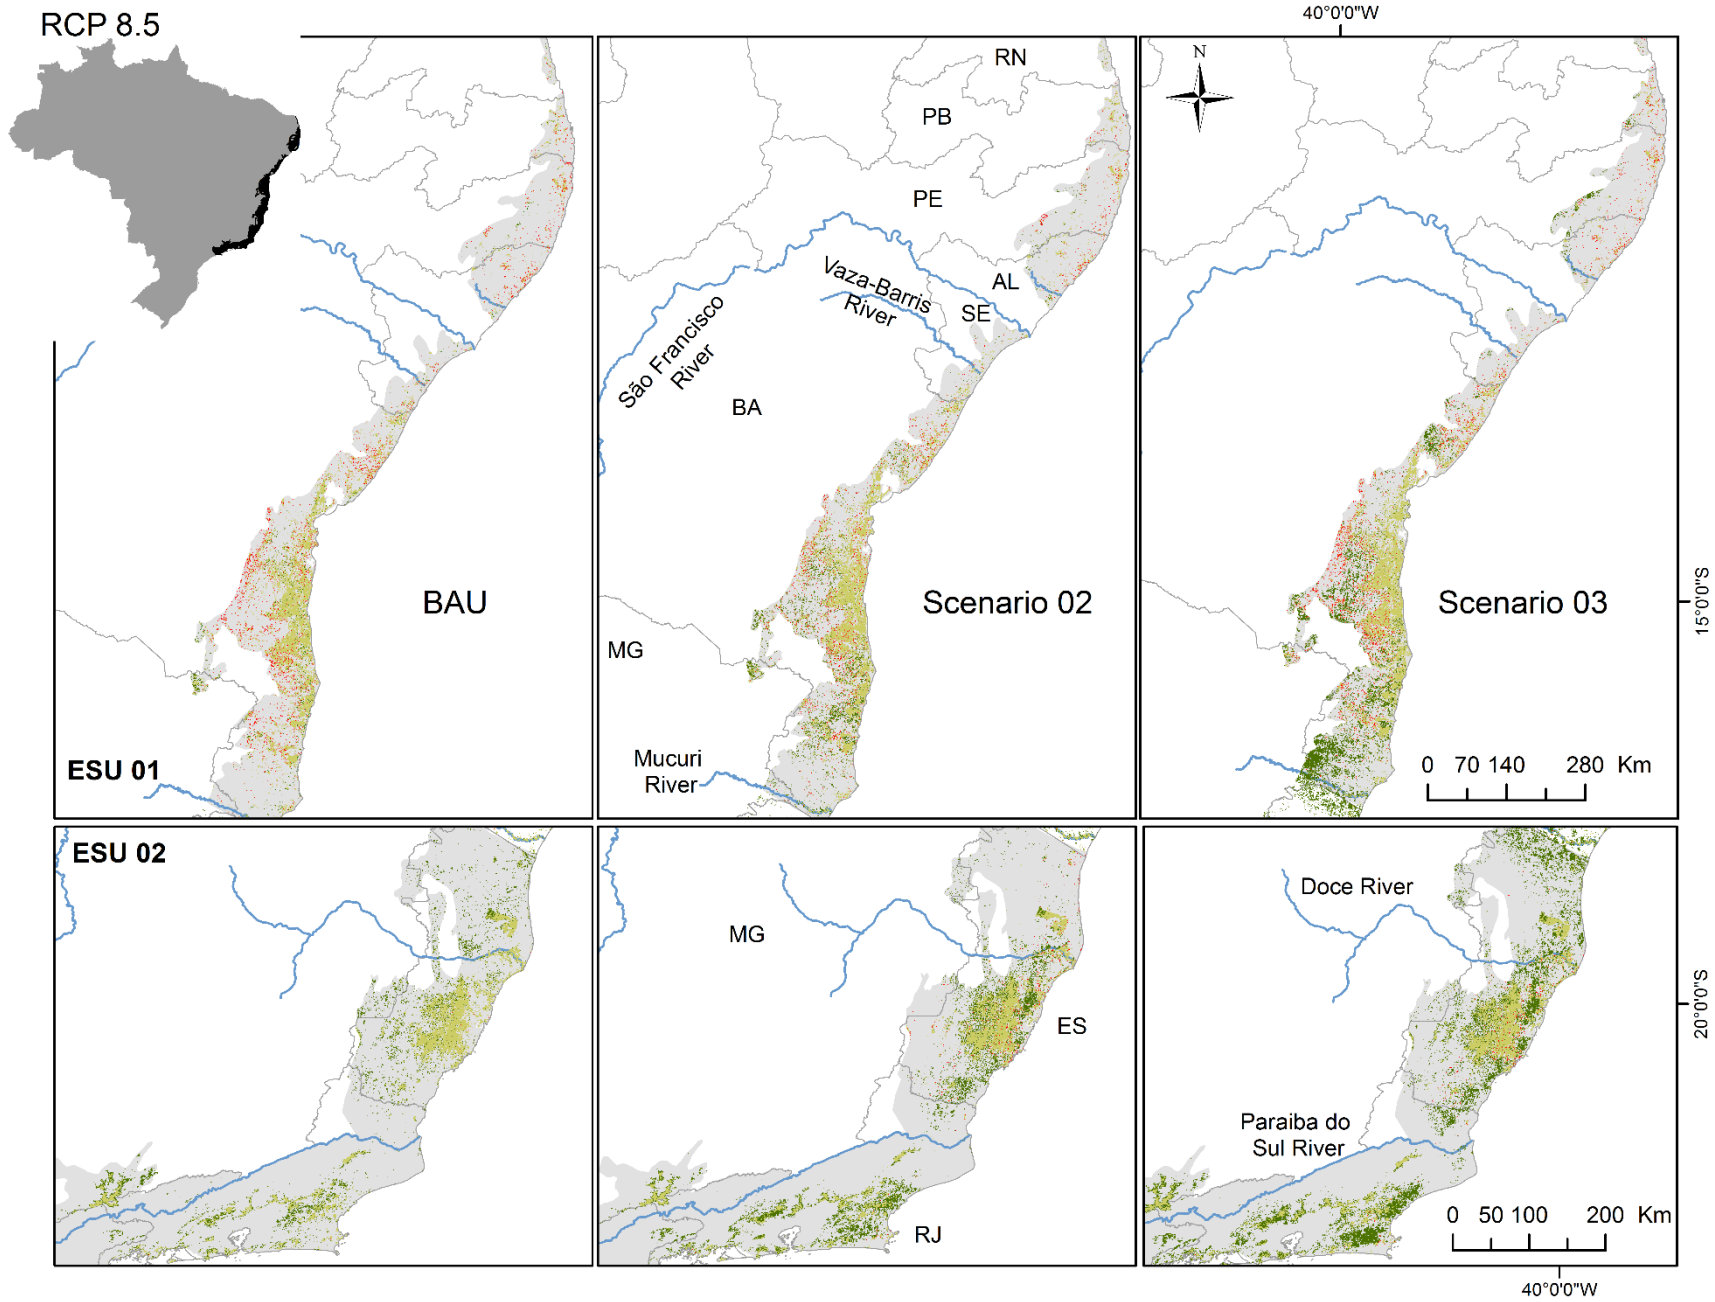 RCP 8.5
40°0'0"W
N
RN
PB
PE
AL
SE
Vaza-Barris
River
São Francisco
River
BA
BAU
Scenario 02
Scenario 03
15°0'0"S
MG
Mucuri
River
ESU 01
0 70 140 280 Km
ESU 02
MG
Doce River
20°0'0"S
ES
Paraiba do
Sul River
RJ
0 50 100 200 Km
40°0'0"W